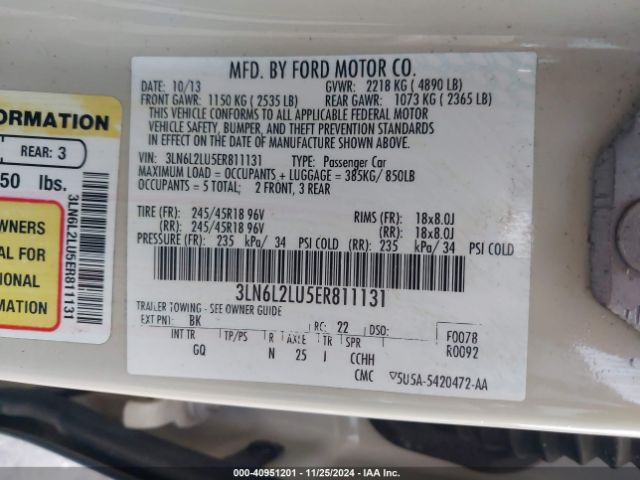 MFD. BY FORD MOTOR CO.
DATE: 10/13 GVWR: 2218 KG ( 4890 LB)
FRONT GAWR: 1150 KG ( 2535 LB) REAR GAWR: 1073 KG ( 2365 LB)
THIS VEHICLE CONFORMS TO ALL APPLICABLE FEDERAL MOTOR
VEHICLE SAFETY, BUMPER, AND THEFT PREVENTION STANDARDS
IN EFFECT ON THE DATE OF MANUFACTURE SHOWN ABOVE.
VIN: 3LN6L2LU5ER811131 TYPE: Passenger Car
MAXIMUM LOAD = OCCUPANTS + LUGGAGE = 385KG/ 850LB
OCCUPANTS = 5 TOTAL; 2 FRONT, 3 REAR
TIRE (FR): 245/45R18 96V RIMS (FR): 18x8.0J
(RR): 245/45R18 96V (RR): 18x8.0J
PRESSURE (FR): 235 kPa/ 34 PSI COLD (RR): 235 kPa/ 34 PSI COLD
3LN6L2LU5ER811131
TRAILER TOWING - SEE OWNER GUIDE
EXT PNT: BK RC: 22 DSO: F0078
INT TR TP/PS R AXLE TR SPR R0092
GQ N 25 I CCHH
CMC 5U5A-5420472-AA
ORMATION
REAR: 3
50 lbs.
WNERS
AL FOR
IONAL
TION
3LN6L2LU5ER811131
000-40951201 - 11/25/2024 - IAA Inc.